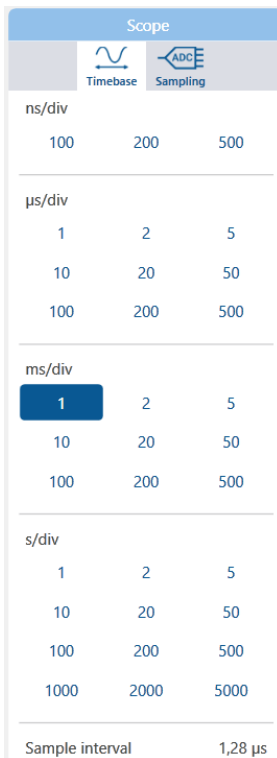 Scope
ADC
Timebase Sampling
ns/div
100 200 500
µs/div
1 2 5
10 20 50
100 200 500
ms/div
1 2 5
10 20 50
100 200 500
s/div
1 2 5
10 20 50
100 200 500
1000 2000 5000
Sample interval 1,28 µs